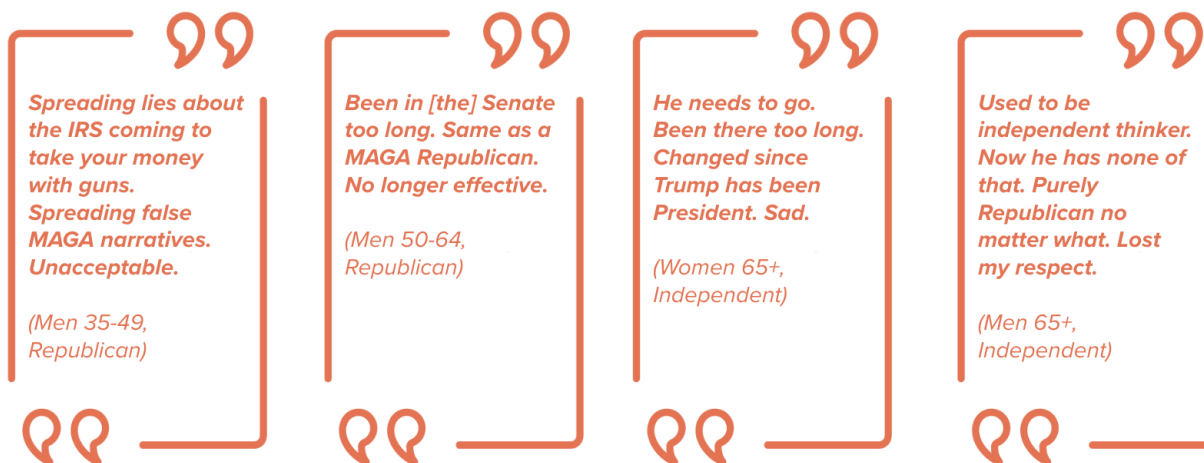 Spreading lies about
the IRS coming to
take your money
with guns.
Spreading false
MAGA narratives.
Unacceptable.
(Men 35-49,
Republican)
Been in [the] Senate
too long. Same as a
MAGA Republican.
No longer effective.
(Men 50-64,
Republican)
He needs to go.
Been there too long.
Changed since
Trump has been
President. Sad.
(Women 65+,
Independent)
Used to be
independent thinker.
Now he has none of
that. Purely
Republican no
matter what. Lost
my respect.
(Men 65+,
Independent)